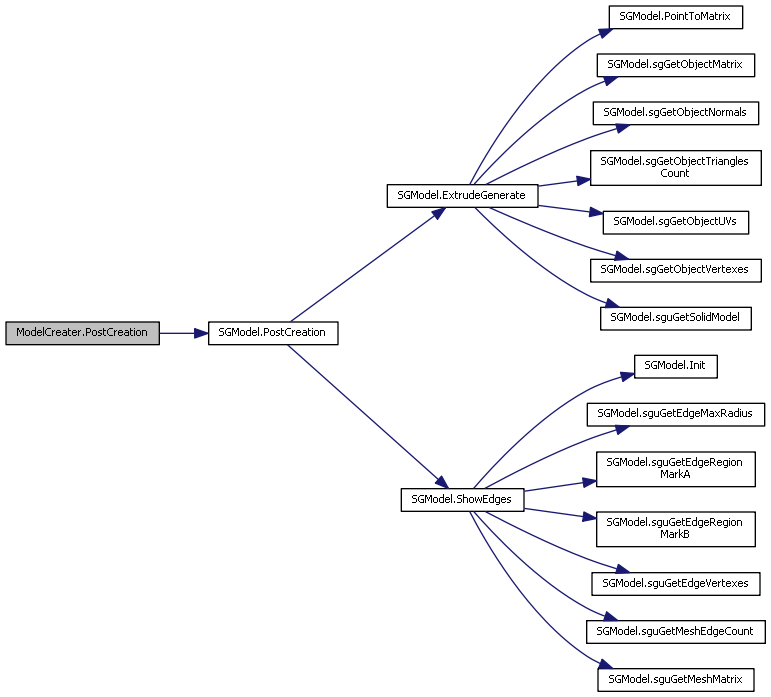 SGModel.PointToMatrix
SGModel.sgGetObjectMatrix
SGModel.sgGetObjectNormals
SGModel.sgGetObjectTriangles
Count
SGModel.ExtrudeGenerate
SGModel.sgGetObjectUVs
SGModel.sgGetObjectVertexes
SGModel.sguGetSolidModel
ModelCreater.PostCreation
SGModel.PostCreation
SGModel.Init
SGModel.sguGetEdgeMaxRadius
SGModel.sguGetEdgeRegion
MarkA
SGModel.ShowEdges
SGModel.sguGetEdgeRegion
MarkB
SGModel.sguGetEdgeVertexes
SGModel.sguGetMeshEdgeCount
SGModel.sguGetMeshMatrix